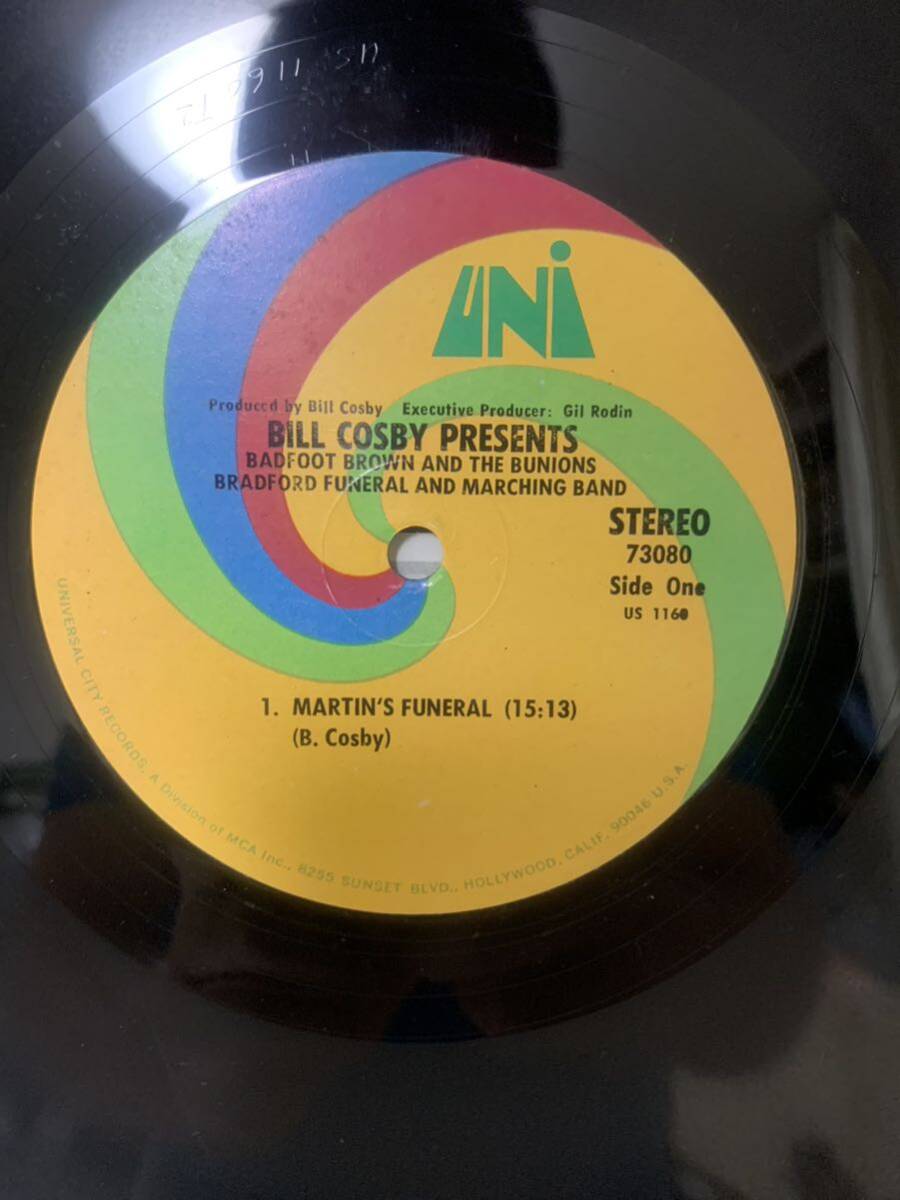 US 1160 T2
UNi
Produced by Bill Cosby Executive Producer: Gil Rodin
BILL COSBY PRESENTS
BADFOOT BROWN AND THE BUNIONS
BRADFORD FUNERAL AND MARCHING BAND
STEREO
73080
Side One
US 1160
1. MARTIN'S FUNERAL (15:13)
(B. Cosby)
UNIVERSAL CITY RECORDS, A Division of MCA Inc., 8255 SUNSET BLVD., HOLLYWOOD, CALIF. 90046 U.S.A.